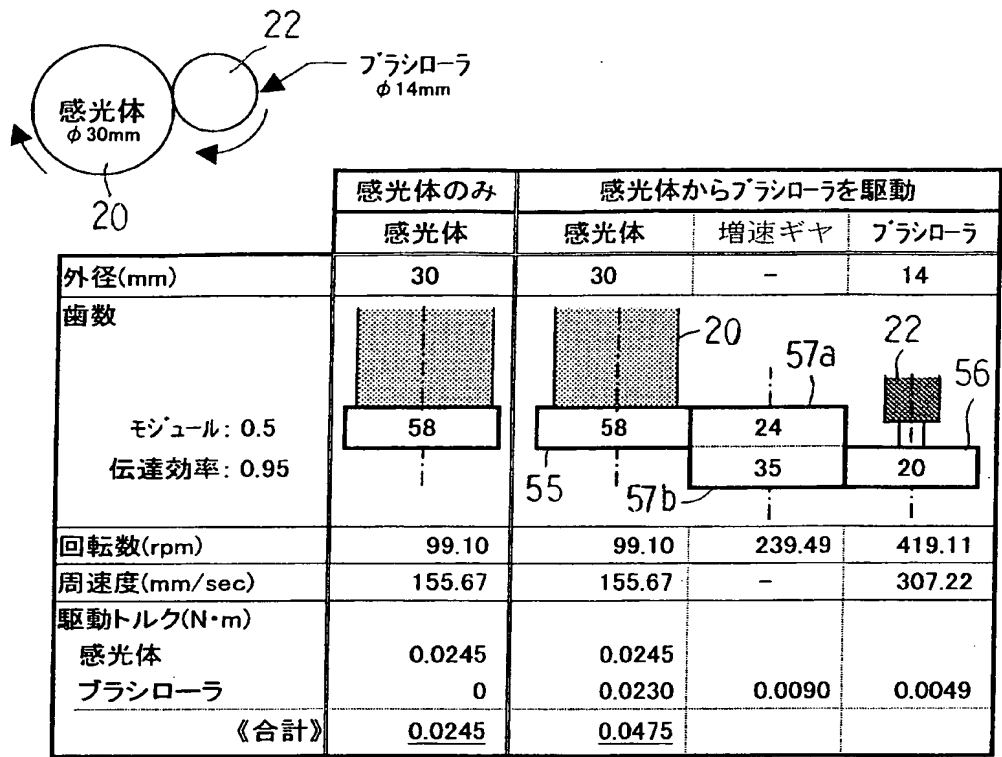 22
ブラシローラ
φ14mm
感光体
φ30mm
20
感光体のみ 感光体からブラシローラを駆動
感光体 感光体 増速ギヤ ブラシローラ
外径(mm) 30 30 − 14
歯数
20 57a 22 56
モジュール: 0.5 58 58 24
伝達効率: 0.95 35 20
55 57b
回転数(rpm) 99.10 99.10 239.49 419.11
周速度(mm/sec) 155.67 155.67 − 307.22
駆動トルク(N・m)
感光体 0.0245 0.0245
ブラシローラ 0 0.0230 0.0090 0.0049
《合計》 0.0245 0.0475